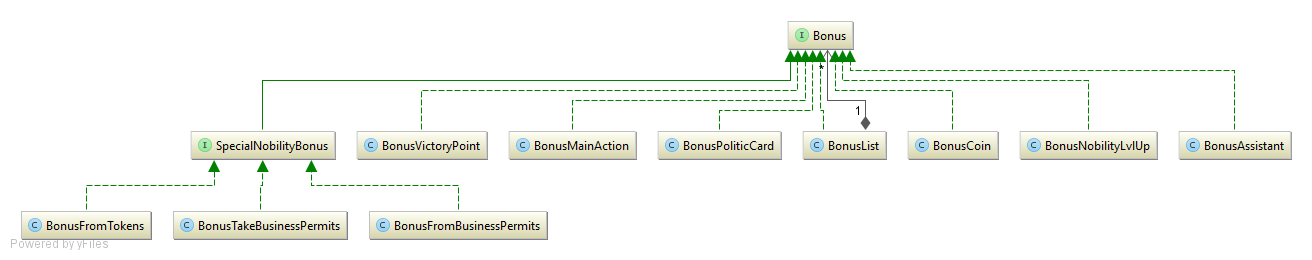 I Bonus
*
1
I SpecialNobilityBonus
C BonusVictoryPoint
C BonusMainAction
C BonusPoliticCard
C BonusList
C BonusCoin
C BonusNobilityLvlUp
C BonusAssistant
C BonusFromTokens
C BonusTakeBusinessPermits
C BonusFromBusinessPermits
Powered by yFiles